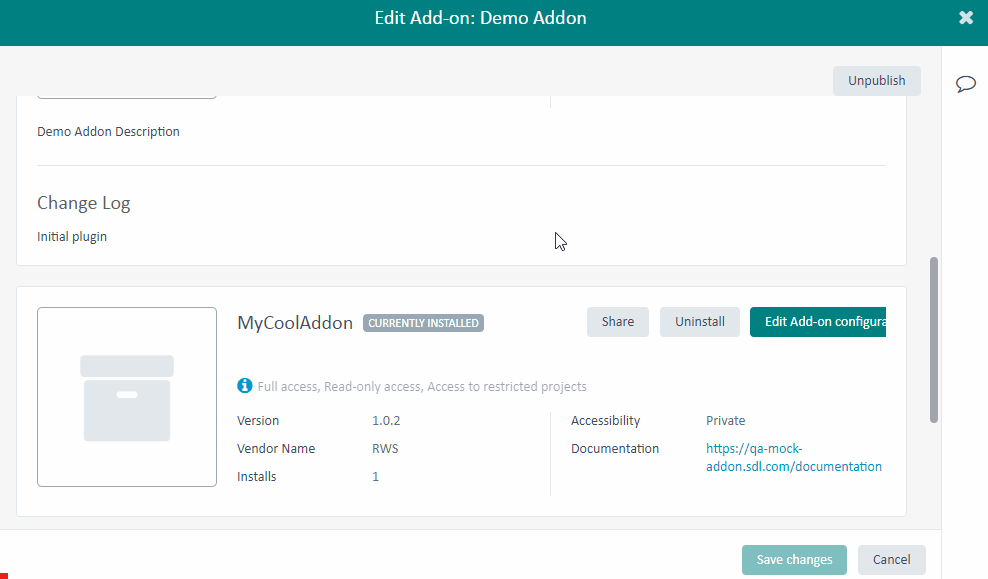 Edit Add-on: Demo Addon
Unpublish
Demo Addon Description
Change Log
Initial plugin
MyCoolAddon
CURRENTLY INSTALLED
Share
Uninstall
Edit Add-on configura
Full access, Read-only access, Access to restricted projects
Version 1.0.2
Accessibility Private
Vendor Name RWS
Documentation https://qa-mock-
addon.sdl.com/documentation
Installs 1
Save changes
Cancel